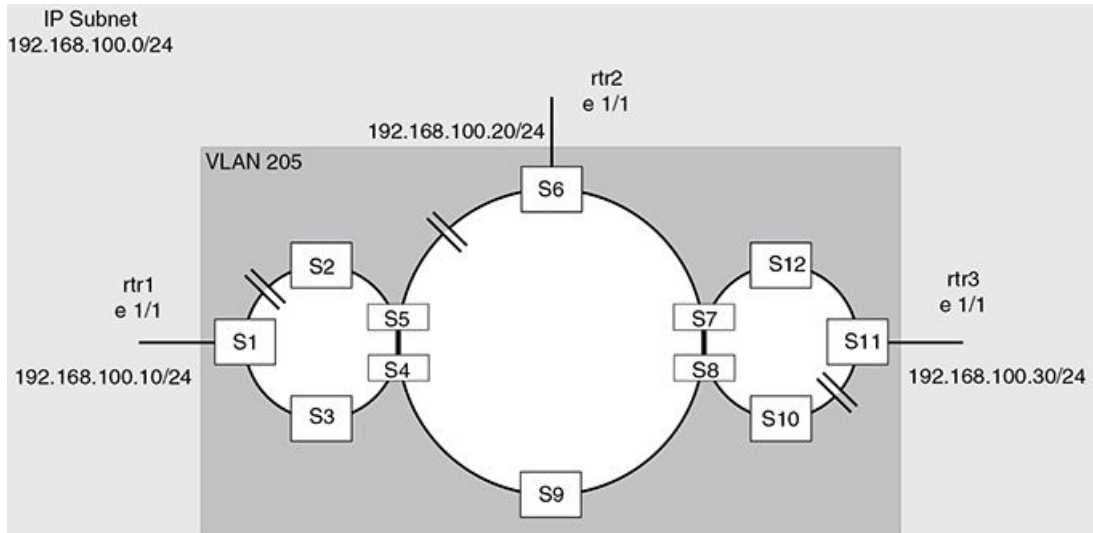 IP Subnet
192.168.100.0/24
rtr2
e 1/1
192.168.100.20/24
VLAN 205
S6
S2
S12
rtr1
e 1/1
rtr3
e 1/1
S5
S7
S1
S11
S4
S8
192.168.100.10/24
192.168.100.30/24
S3
S10
S9